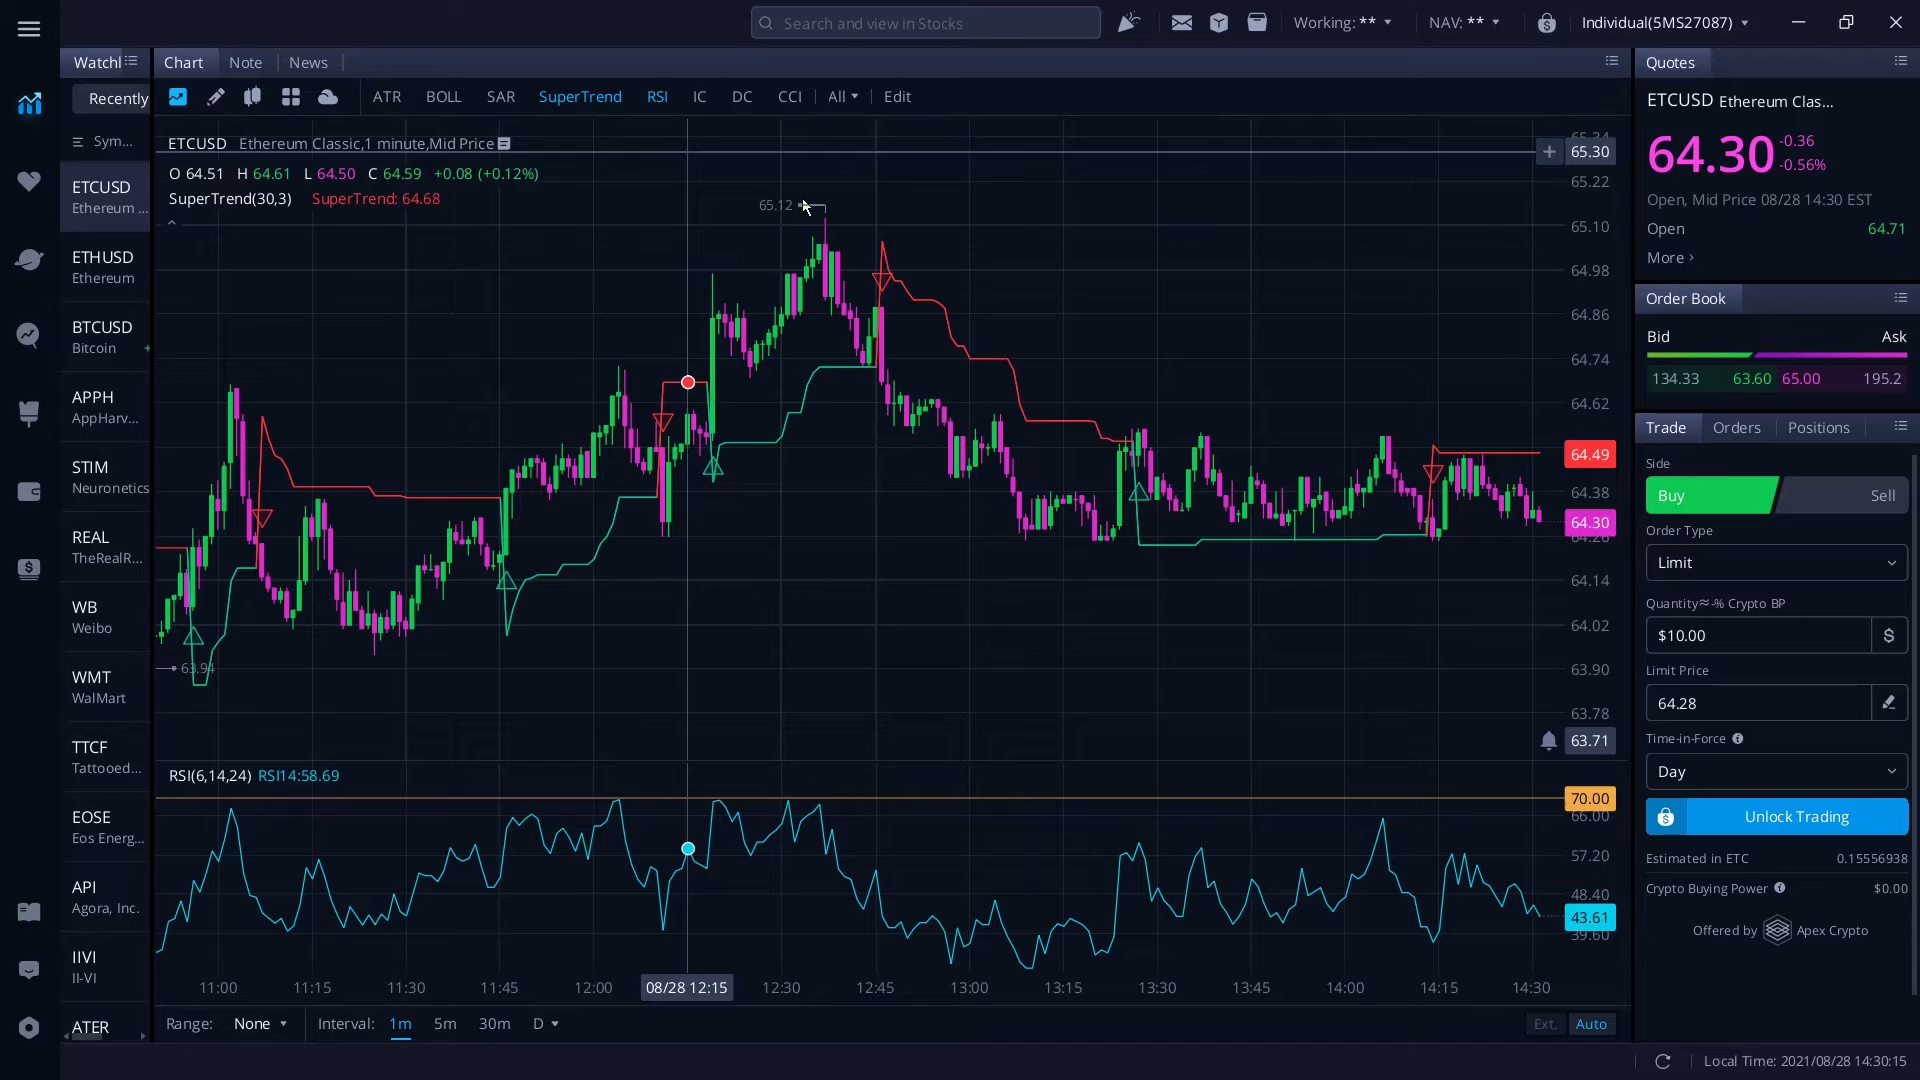 Search and view in Stocks
Working: **
NAV: **
Individual(5MS27087)
Watchl
Recently
Sym...
ETCUSD
Ethereum ...
ETHUSD
Ethereum
BTCUSD
Bitcoin +
APPH
AppHarv...
STIM
Neuronetics
REAL
TheRealR...
WB
Weibo
WMT
WalMart
TTCF
Tattooed...
EOSE
Eos Energ...
API
Agora, Inc.
IIVI
II-VI
ATER
Chart Note News
ATR BOLL SAR SuperTrend RSI IC DC CCI All Edit
ETCUSD Ethereum Classic,1 minute,Mid Price
O 64.51 H 64.61 L 64.50 C 64.59 +0.08 (+0.12%)
SuperTrend(30,3) SuperTrend: 64.68
65.12
63.94
65.34
65.30
65.22
65.10
64.98
64.86
64.74
64.62
64.49
64.38
64.30
64.26
64.14
64.02
63.90
63.78
63.71
RSI(6,14,24) RSI14:58.69
70.00
66.00
57.20
48.40
43.61
39.60
11:00 11:15 11:30 11:45 12:00 08/28 12:15 12:30 12:45 13:00 13:15 13:30 13:45 14:00 14:15 14:30
Range: None Interval: 1m 5m 30m D
Ext. Auto
Quotes
ETCUSD Ethereum Clas...
64.30 -0.36
-0.56%
Open, Mid Price 08/28 14:30 EST
Open 64.71
More ›
Order Book
Bid Ask
134.33 63.60 65.00 195.2
Trade Orders Positions
Side
Buy Sell
Order Type
Limit
Quantity≈-% Crypto BP
$10.00 $
Limit Price
64.28
Time-in-Force
Day
Unlock Trading
Estimated in ETC 0.15556938
Crypto Buying Power $0.00
Offered by Apex Crypto
Local Time: 2021/08/28 14:30:15